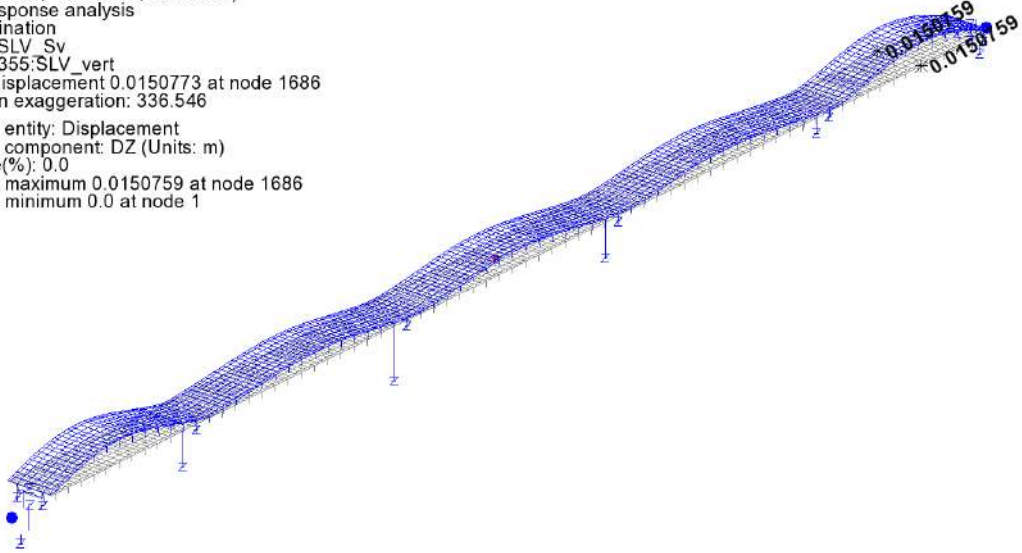 sponse analysis
ination
SLV_Sv
355:SLV_vert
isplacement 0.0150773 at node 1686
n exaggeration: 336.546
entity: Displacement
component: DZ (Units: m)
(%): 0.0
maximum 0.0150759 at node 1686
minimum 0.0 at node 1
0.0150759
0.0150759